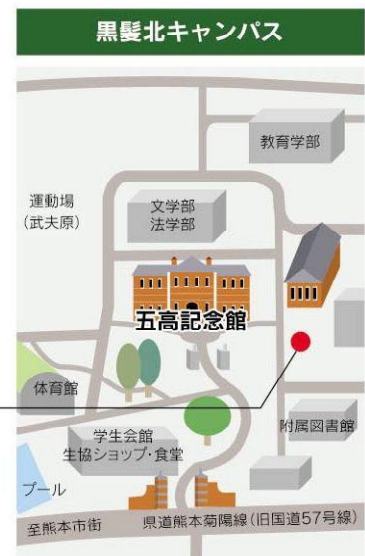 黒髪北キャンパス
教育学部
運動場
(武夫原)
文学部
法学部
五高記念館
体育館
附属図書館
学生会館
生協ショップ・食堂
プール
至熊本市街
県道熊本菊陽線(旧国道57号線)